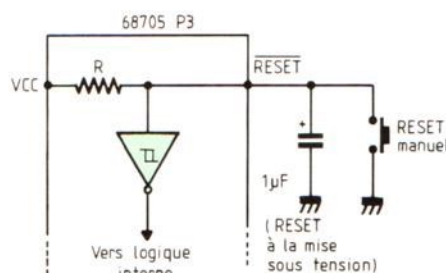 68705 P3
R
VCC
RESET
+
1µF
RESET
manuel
(RESET
à la mise
sous tension)
Vers logique
interne